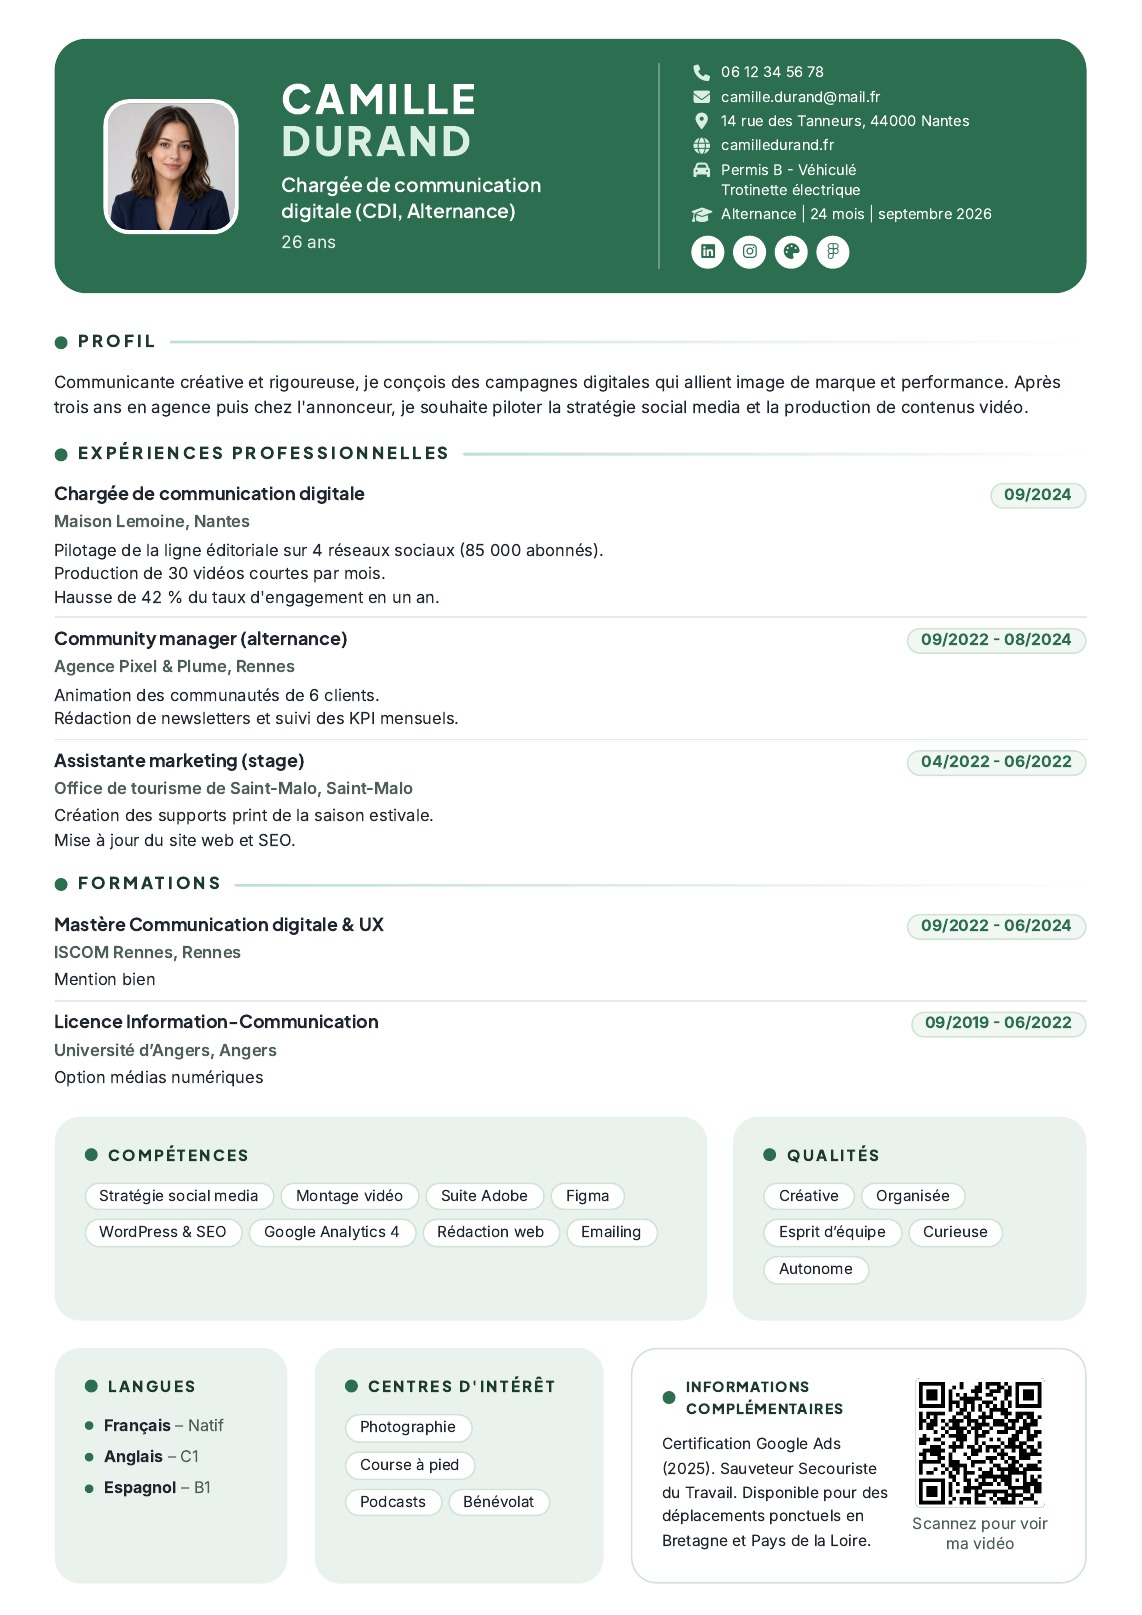 CAMILLE
DURAND
Chargée de communication
digitale (CDI, Alternance)
26 ans
06 12 34 56 78
camille.durand@mail.fr
14 rue des Tanneurs, 44000 Nantes
camilledurand.fr
Permis B - Véhiculé
Trotinette électrique
Alternance | 24 mois | septembre 2026
PROFIL
Communicante créative et rigoureuse, je conçois des campagnes digitales qui allient image de marque et performance. Après
trois ans en agence puis chez l'annonceur, je souhaite piloter la stratégie social media et la production de contenus vidéo.
EXPÉRIENCES PROFESSIONNELLES
Chargée de communication digitale
09/2024
Maison Lemoine, Nantes
Pilotage de la ligne éditoriale sur 4 réseaux sociaux (85 000 abonnés).
Production de 30 vidéos courtes par mois.
Hausse de 42 % du taux d'engagement en un an.
Community manager (alternance)
09/2022 - 08/2024
Agence Pixel & Plume, Rennes
Animation des communautés de 6 clients.
Rédaction de newsletters et suivi des KPI mensuels.
Assistante marketing (stage)
04/2022 - 06/2022
Office de tourisme de Saint-Malo, Saint-Malo
Création des supports print de la saison estivale.
Mise à jour du site web et SEO.
FORMATIONS
Mastère Communication digitale & UX
09/2022 - 06/2024
ISCOM Rennes, Rennes
Mention bien
Licence Information-Communication
09/2019 - 06/2022
Université d’Angers, Angers
Option médias numériques
COMPÉTENCES
Stratégie social media Montage vidéo Suite Adobe Figma
WordPress & SEO Google Analytics 4 Rédaction web Emailing
QUALITÉS
Créative Organisée
Esprit d’équipe Curieuse
Autonome
LANGUES
Français – Natif
Anglais – C1
Espagnol – B1
CENTRES D'INTÉRÊT
Photographie
Course à pied
Podcasts Bénévolat
INFORMATIONS
COMPLÉMENTAIRES
Certification Google Ads
(2025). Sauveteur Secouriste
du Travail. Disponible pour des
déplacements ponctuels en
Bretagne et Pays de la Loire.
Scannez pour voir
ma vidéo